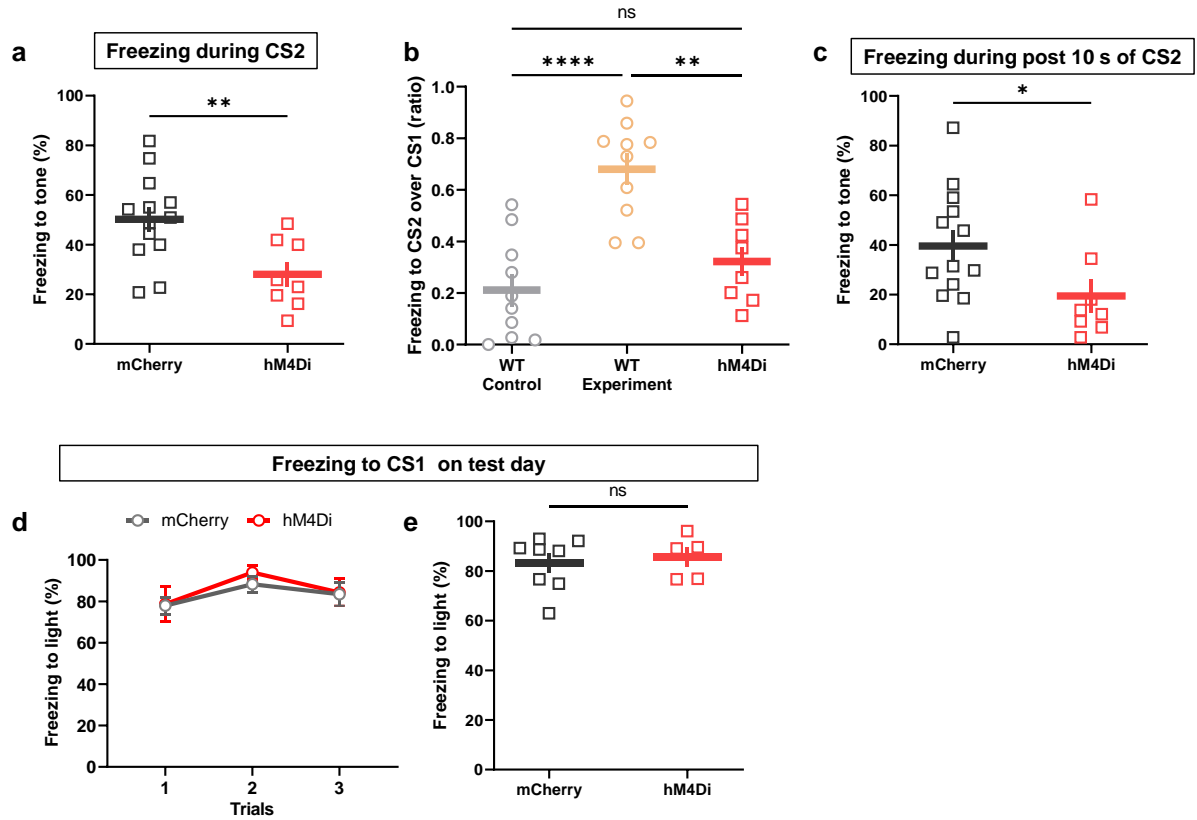 a
Freezing during CS2
Freezing to tone (%)
100
80
60
40
20
0
**
mCherry
hM4Di
b
ns
****
**
Freezing to CS2 over CS1 (ratio)
1.0
0.8
0.6
0.4
0.2
0.0
WT
Control
WT
Experiment
hM4Di
c
Freezing during post 10 s of CS2
Freezing to tone (%)
100
80
60
40
20
0
*
mCherry
hM4Di
Freezing to CS1 on test day
d
mCherry
hM4Di
Freezing to light (%)
100
80
60
40
20
0
1
2
3
Trials
e
ns
Freezing to light (%)
100
80
60
40
20
0
mCherry
hM4Di